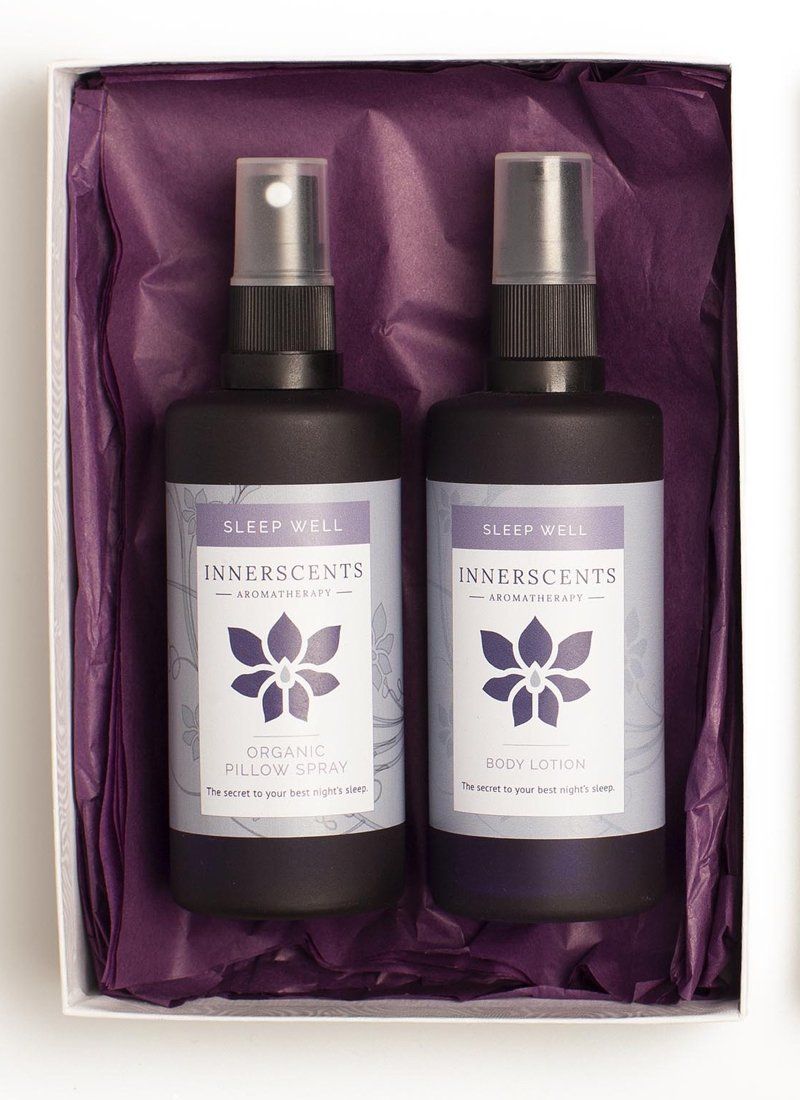 SLEEP WELL
INNERSCENTS
AROMATHERAPY
ORGANIC
PILLOW SPRAY
The secret to your best night's sleep.
SLEEP WELL
INNERSCENTS
AROMATHERAPY
BODY LOTION
The secret to your best night's sleep.